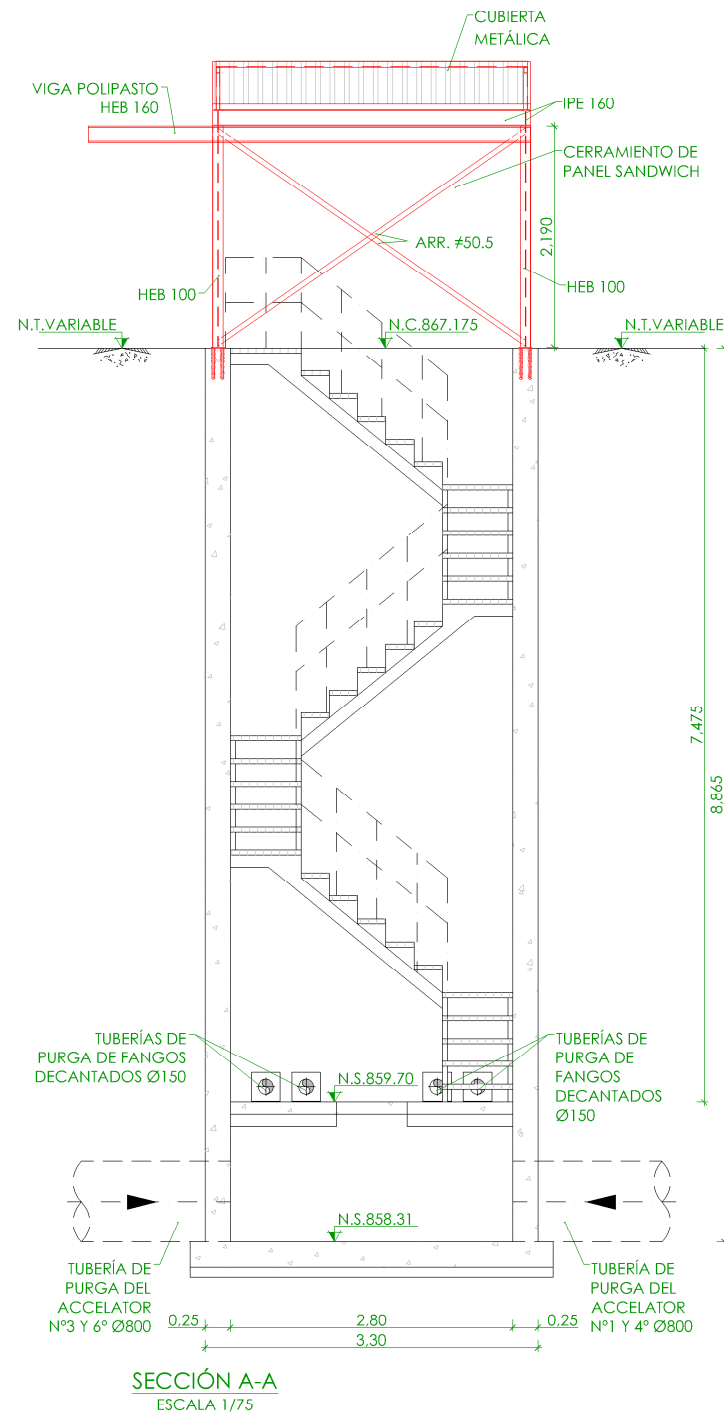 CUBIERTA
METÁLICA
VIGA POLIPASTO
HEB 160
IPE 160
CERRAMIENTO DE
PANEL SANDWICH
2,190
ARR. ≠50.5
HEB 100
HEB 100
N.T.VARIABLE
N.C.867.175
N.T.VARIABLE
7,475
8,865
TUBERÍAS DE
PURGA DE FANGOS
DECANTADOS Ø150
TUBERÍAS DE
PURGA DE
FANGOS
DECANTADOS
Ø150
N.S.859.70
N.S.858.31
TUBERÍA DE
PURGA DEL
ACCELATOR
Nº3 Y 6º Ø800
TUBERÍA DE
PURGA DEL
ACCELATOR
Nº1 Y 4º Ø800
0,25
2,80
0,25
3,30
SECCIÓN A-A
ESCALA 1/75